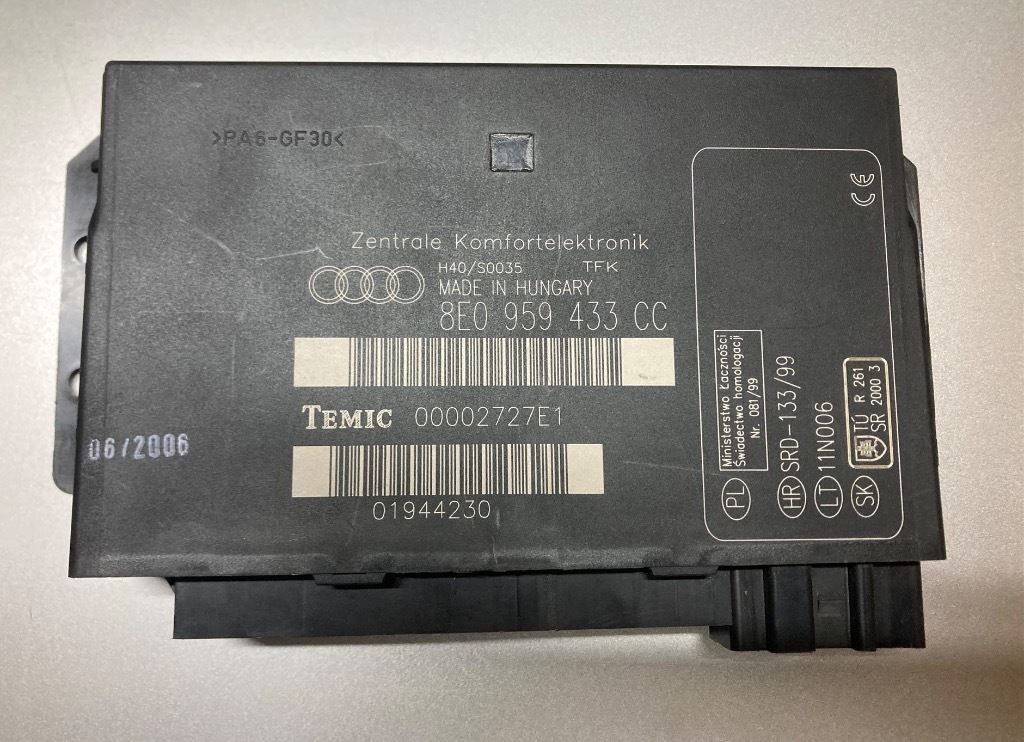 >PA6-GF30<
Zentrale Komfortelektronik
H40/S0035 TFK
MADE IN HUNGARY
8E0 959 433 CC
TEMIC 00002727E1
01944230
06/2006
CE
PL Ministerstwo Łączności
Świadectwo homologacji
Nr. 081/99
HR SRD-133/99
LT 11N006
SK TÚ R 261
SR 2000 3